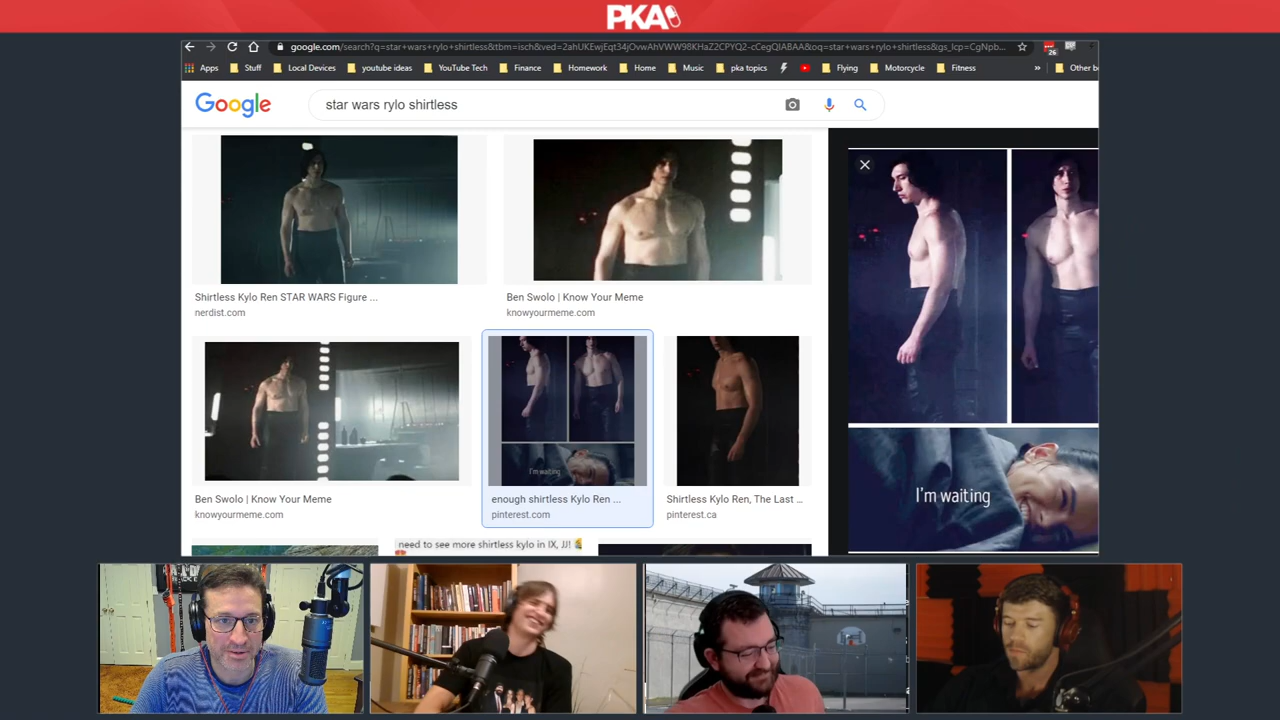 PKA
google.com/search?q=star+wars+rylo+shirtless&tbm=isch&ved=2ahUKEwjEqt34jOvwAhVWW98KHaZ2CPYQ2-cCegQIABAA&oq=star+wars+rylo+shirtless&gs_lcp=CgNpb...
26
Apps Stuff Local Devices youtube ideas YouTube Tech Finance Homework Home Music pka topics Flying Motorcycle Fitness » Other b
Google
star wars rylo shirtless
Shirtless Kylo Ren STAR WARS Figure ...
nerdist.com
Ben Swolo | Know Your Meme
knowyourmeme.com
I'm waiting
Ben Swolo | Know Your Meme
knowyourmeme.com
enough shirtless Kylo Ren ...
pinterest.com
Shirtless Kylo Ren, The Last ...
pinterest.ca
I'm waiting
need to see more shirtless kylo in IX, JJ!